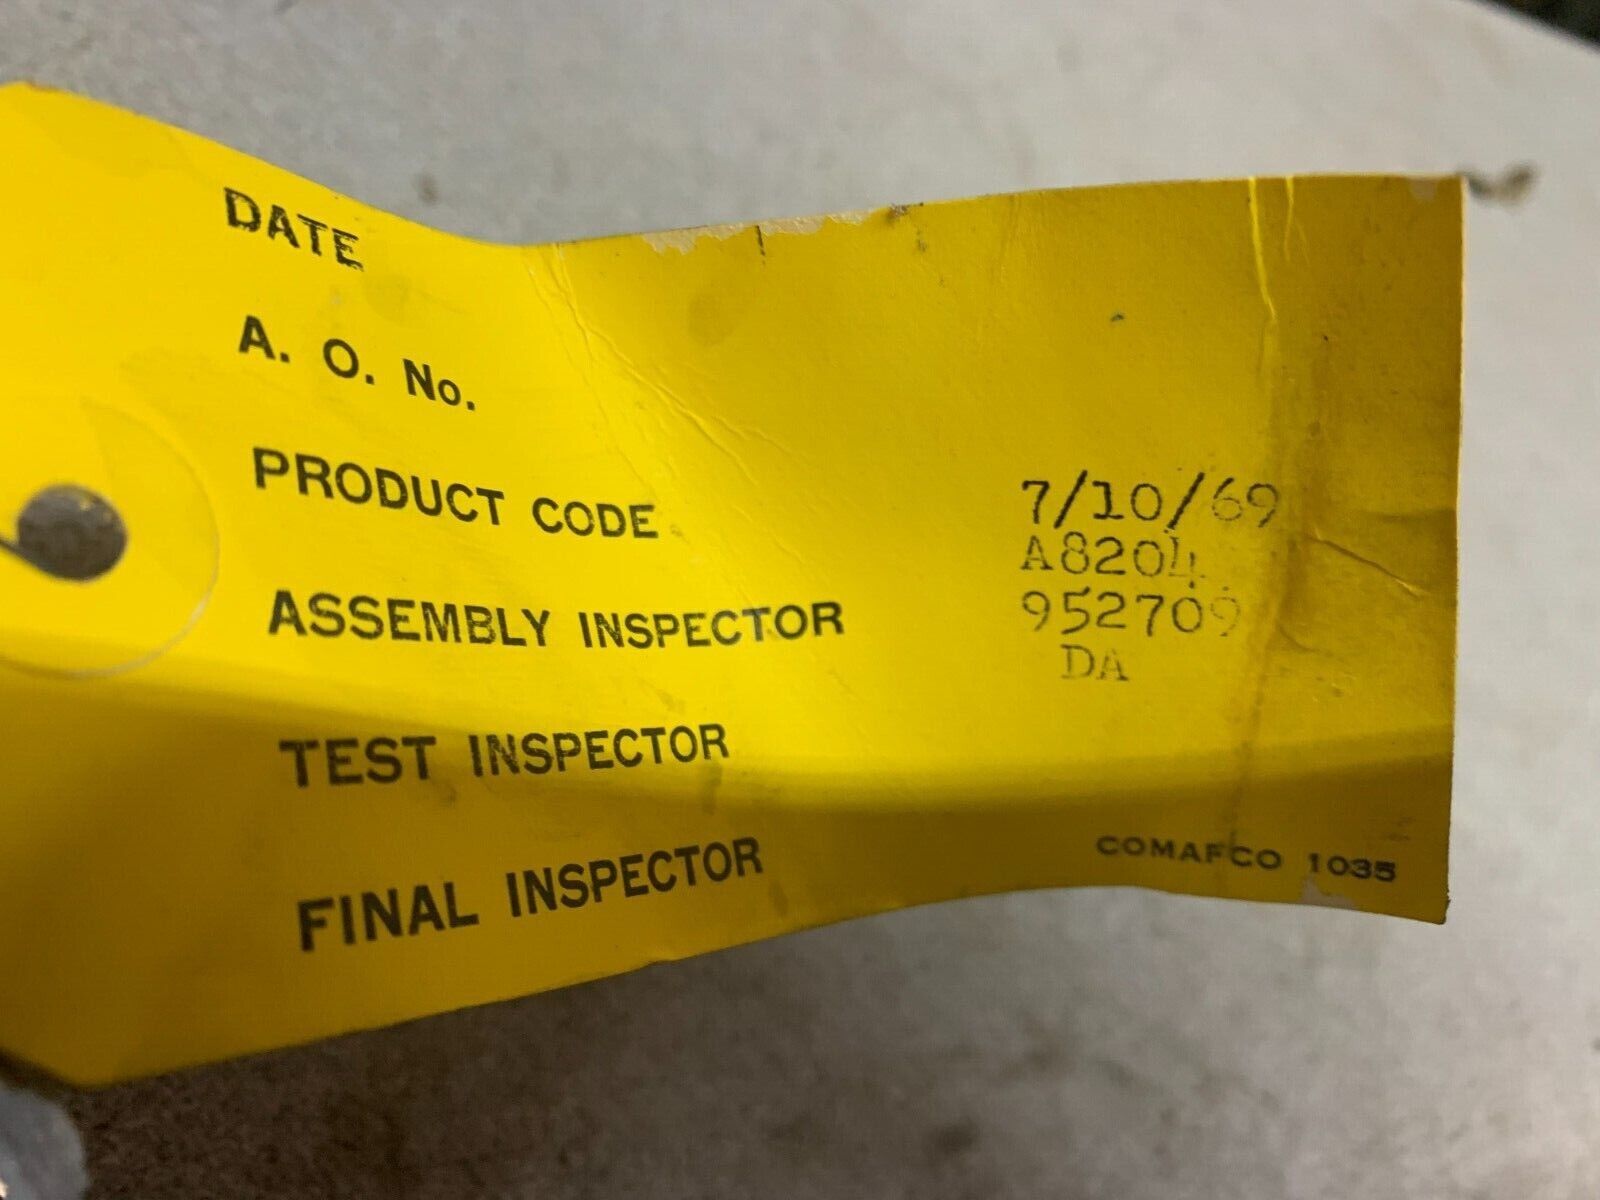 DATE
A. O. No.
PRODUCT CODE
7/10/69
A8204
ASSEMBLY INSPECTOR
952709
DA
TEST INSPECTOR
FINAL INSPECTOR
COMAFCO 1035